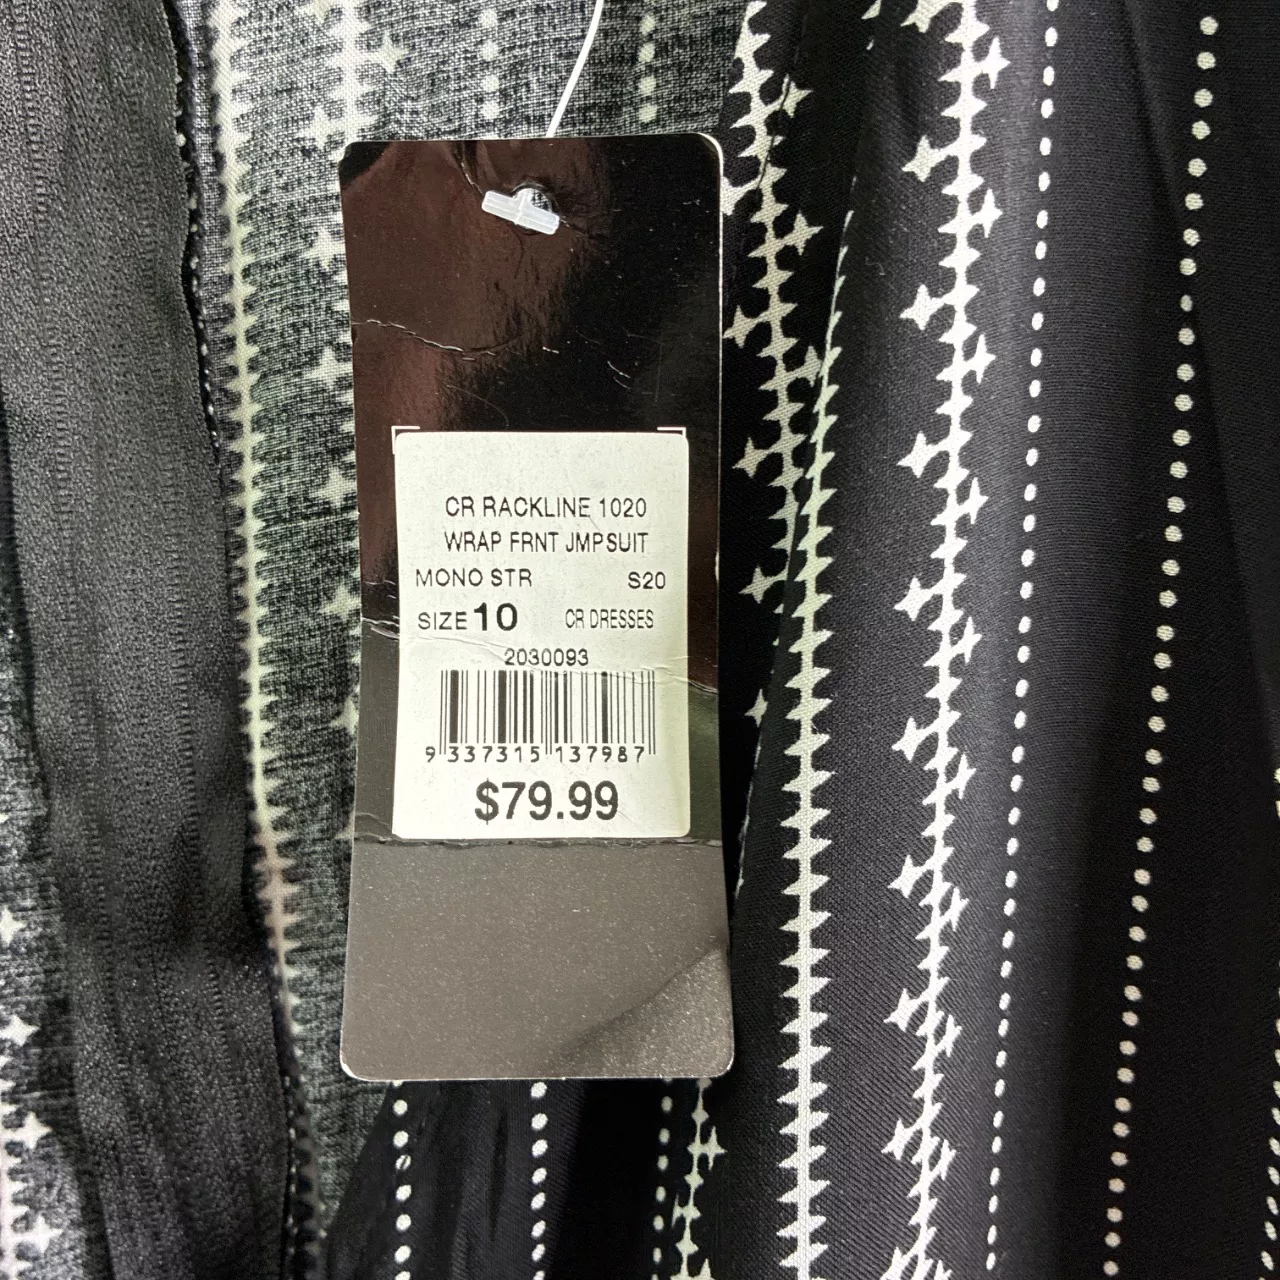 CR RACKLINE 1020
WRAP FRNT JMPSUIT
MONO STR S20
SIZE 10 CR DRESSES
2030093
9 337315 137987
$79.99